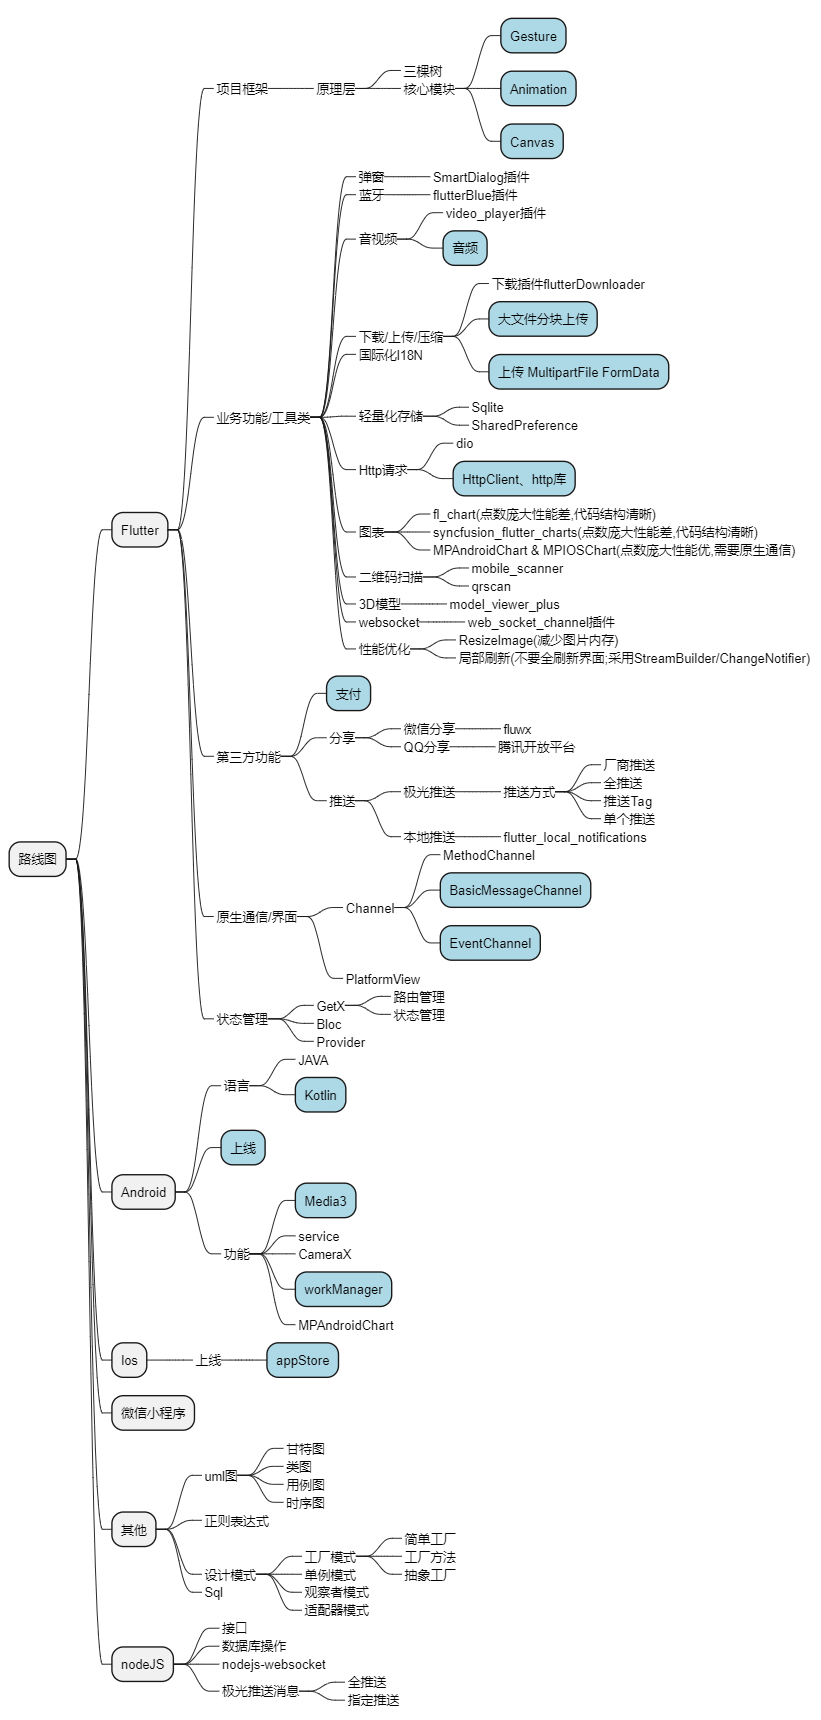 路线图
Flutter
项目框架
原理层
三棵树
核心模块
Gesture
Animation
Canvas
业务功能/工具类
弹窗
SmartDialog插件
蓝牙
flutterBlue插件
音视频
video_player插件
音频
下载/上传/压缩
下载插件flutterDownloader
大文件分块上传
上传 MultipartFile FormData
国际化I18N
轻量化存储
Sqlite
SharedPreference
Http请求
dio
HttpClient、http库
图表
fl_chart(点数庞大性能差,代码结构清晰)
syncfusion_flutter_charts(点数庞大性能差,代码结构清晰)
MPAndroidChart & MPIOSChart(点数庞大性能优,需要原生通信)
二维码扫描
mobile_scanner
qrscan
3D模型
model_viewer_plus
websocket
web_socket_channel插件
性能优化
ResizeImage(减少图片内存)
局部刷新(不要全刷新界面;采用StreamBuilder/ChangeNotifier)
第三方功能
支付
分享
微信分享
fluwx
QQ分享
腾讯开放平台
推送
极光推送
推送方式
厂商推送
全推送
推送Tag
单个推送
本地推送
flutter_local_notifications
原生通信/界面
Channel
MethodChannel
BasicMessageChannel
EventChannel
PlatformView
状态管理
GetX
路由管理
状态管理
Bloc
Provider
Android
语言
JAVA
Kotlin
上线
功能
Media3
service
CameraX
workManager
MPAndroidChart
Ios
上线
appStore
微信小程序
其他
uml图
甘特图
类图
用例图
时序图
正则表达式
设计模式
工厂模式
简单工厂
工厂方法
抽象工厂
单例模式
观察者模式
适配器模式
Sql
nodeJS
接口
数据库操作
nodejs-websocket
极光推送消息
全推送
指定推送